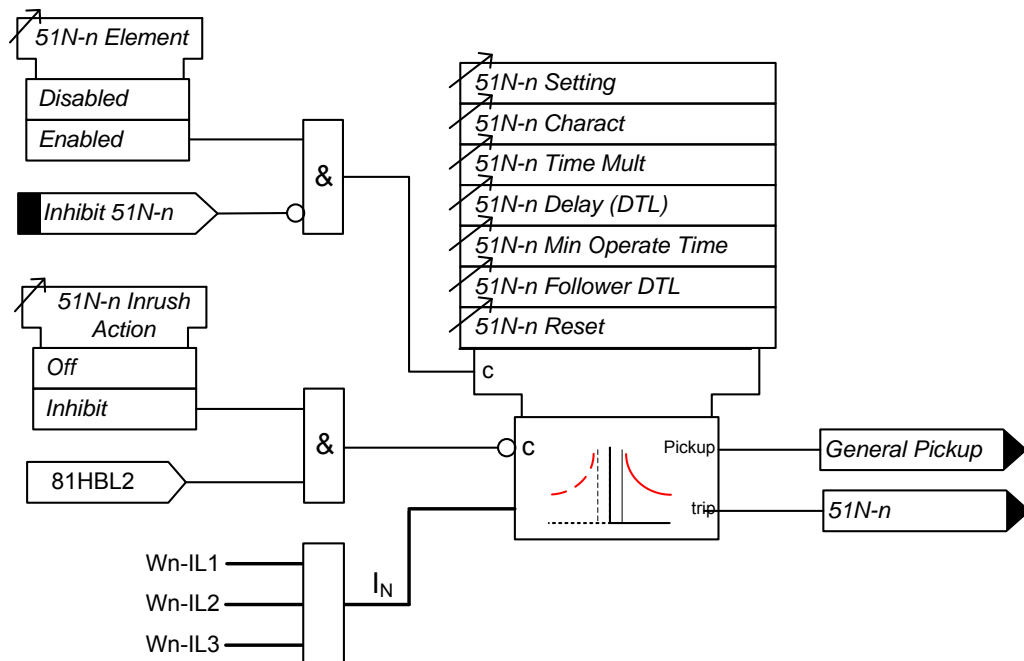 51N-n Element
Disabled
Enabled
&
Inhibit 51N-n
51N-n Inrush
Action
Off
Inhibit
&
81HBL2
Wn-IL1
Wn-IL2
Wn-IL3
IN
51N-n Setting
51N-n Charact
51N-n Time Mult
51N-n Delay (DTL)
51N-n Min Operate Time
51N-n Follower DTL
51N-n Reset
c
c
Pickup
trip
General Pickup
51N-n